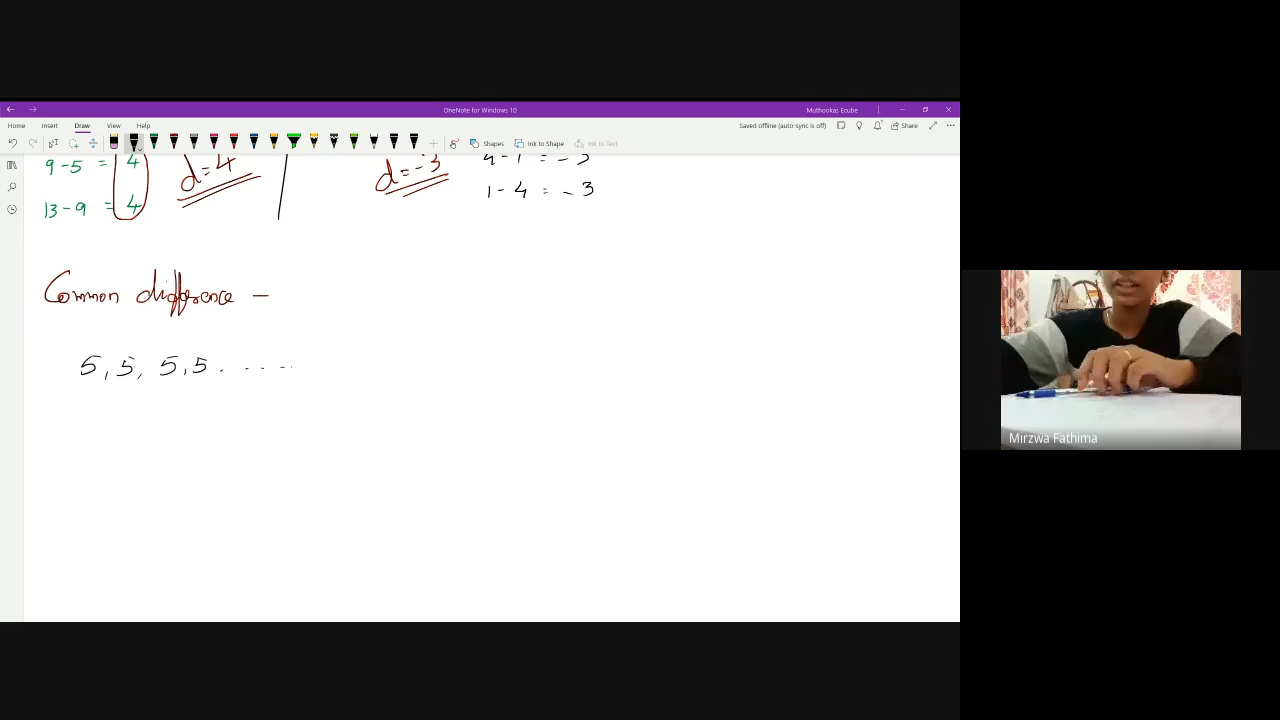 OneNote for Windows 10
Muthookas Ecube
Home Insert Draw View Help
Saved offline (auto-sync is off)
Share
Shapes
Ink to Shape
Ink to Text
9 - 5 = 4
d = 4
d = -3
4 - 7 = - 3
13 - 9 = 4
1 - 4 = - 3
Common difference -
5, 5, 5, 5 . . . . .
Mirzwa Fathima